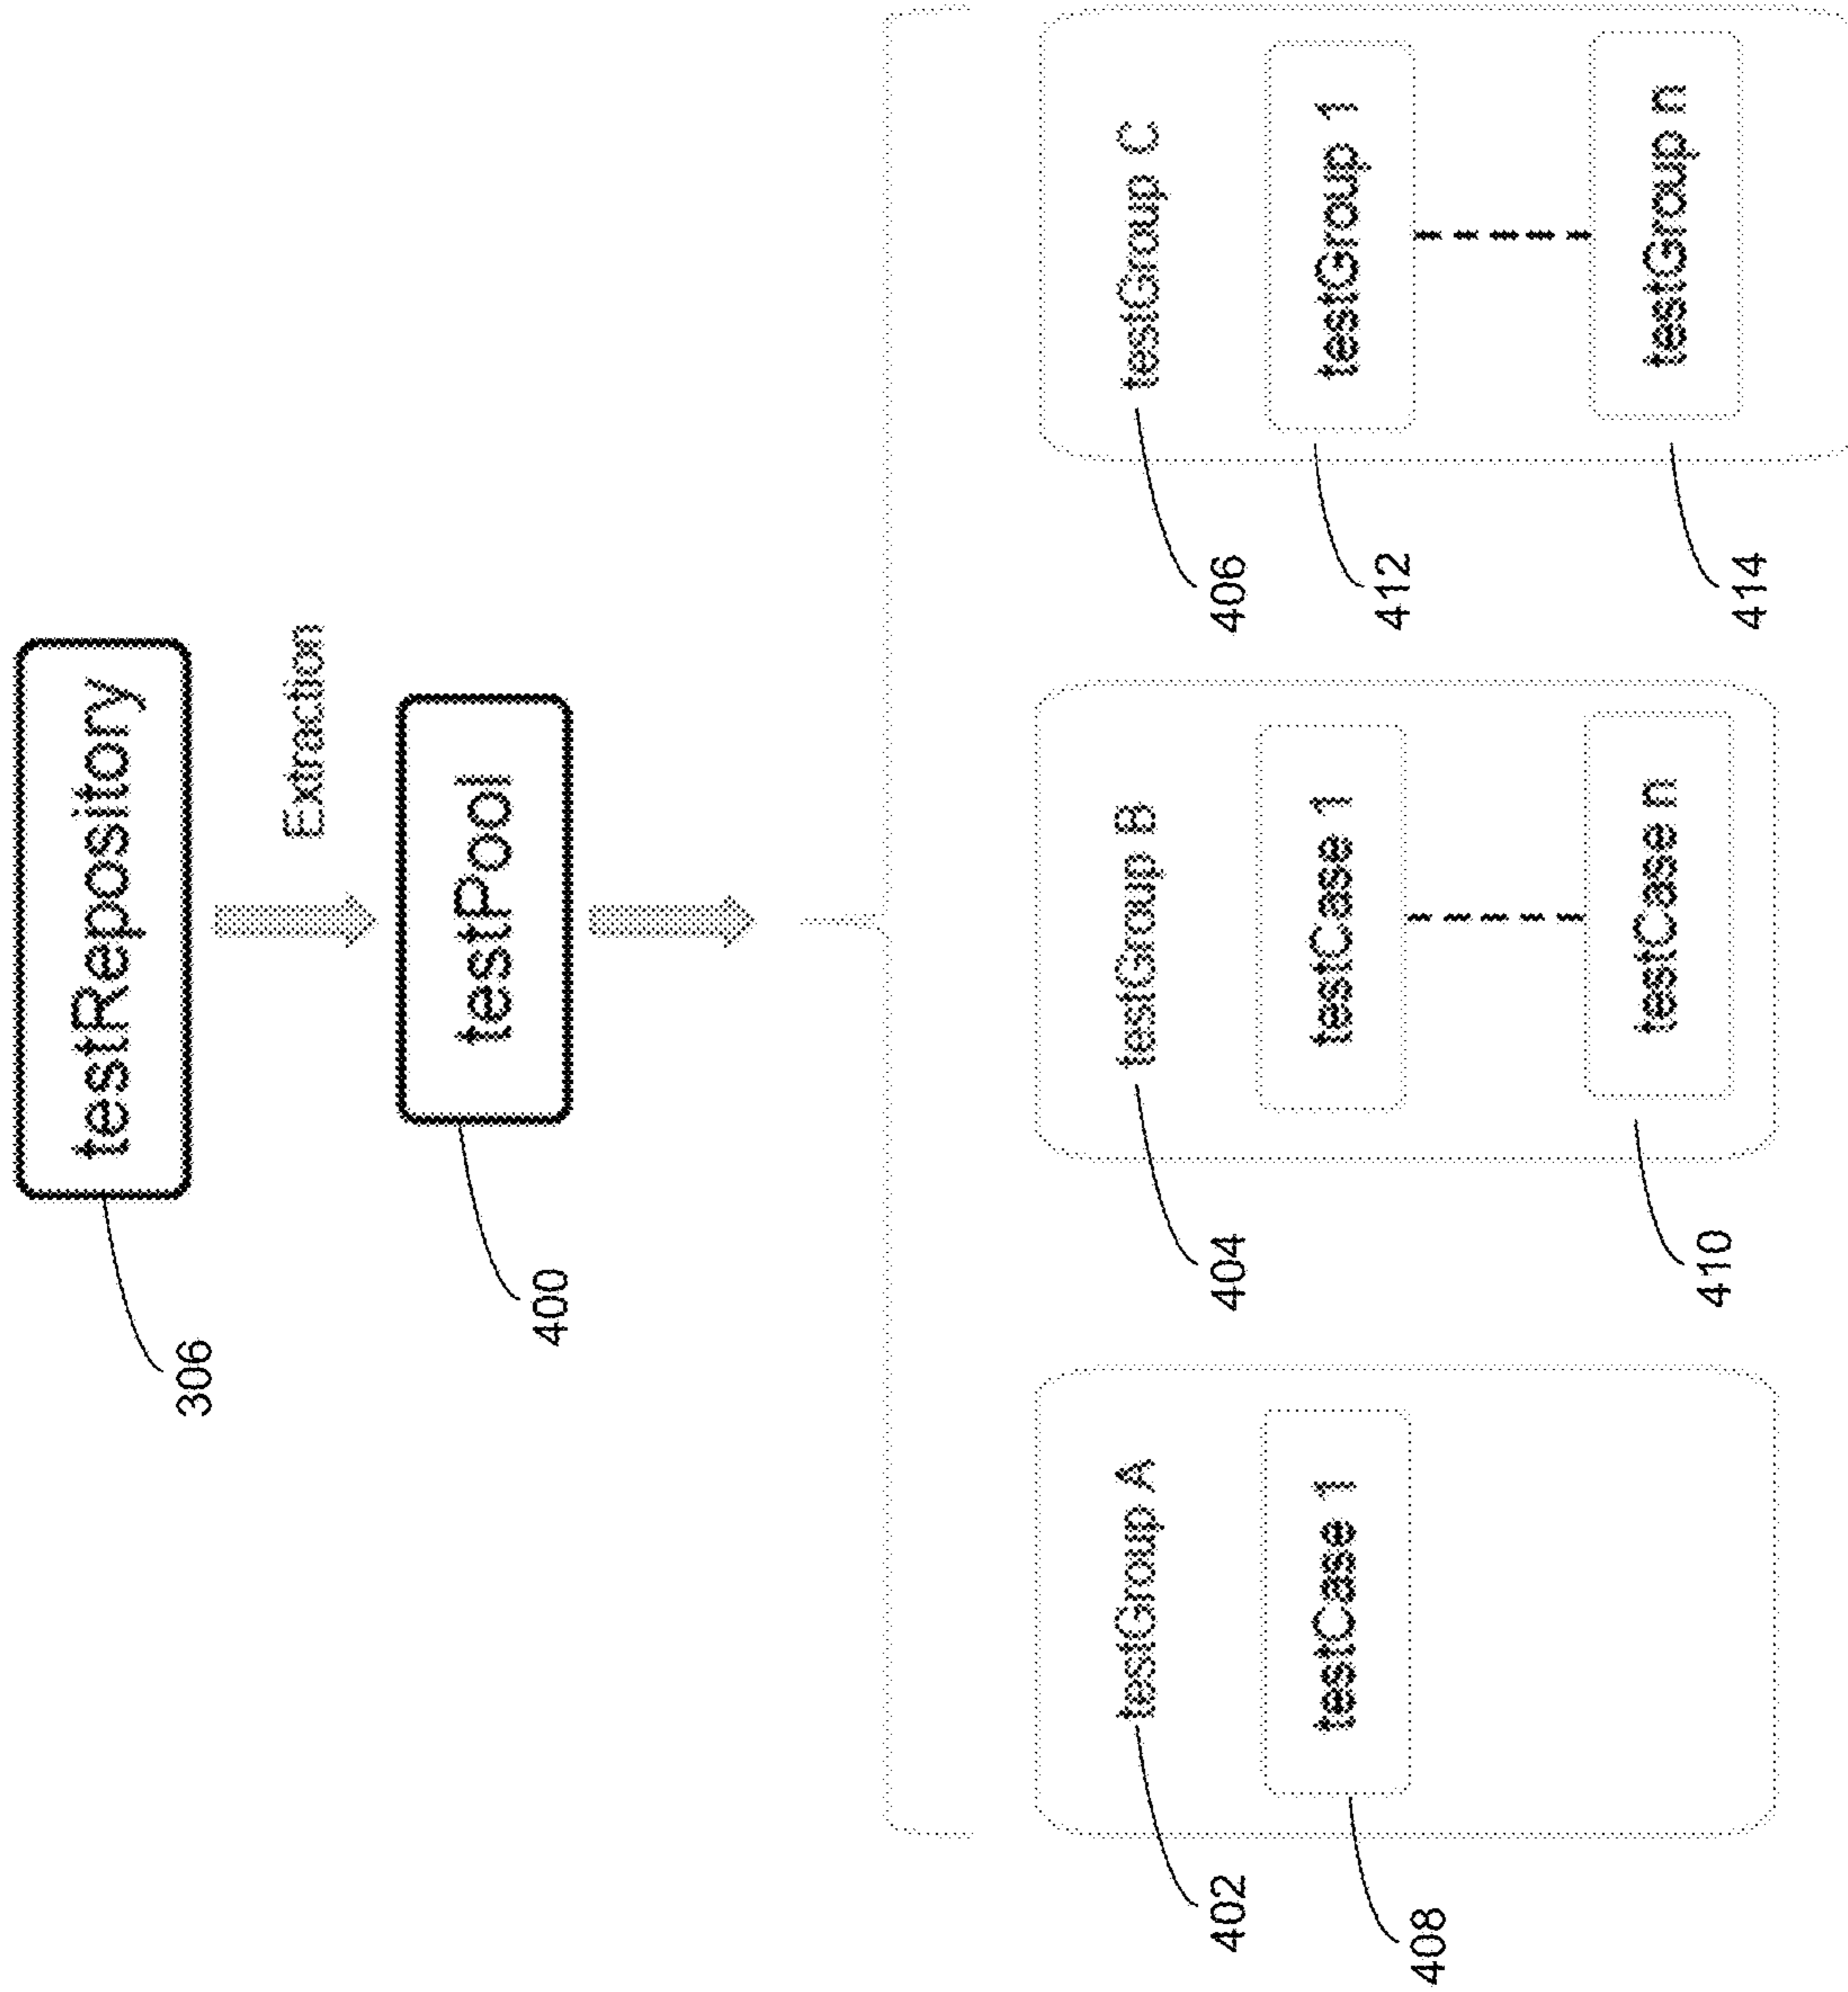 testRepository
306
Extraction
testPool
400
testGroup A
402
testCase 1
408
testGroup B
404
testCase 1
testCase n
410
testGroup C
406
testGroup 1
412
testGroup n
414